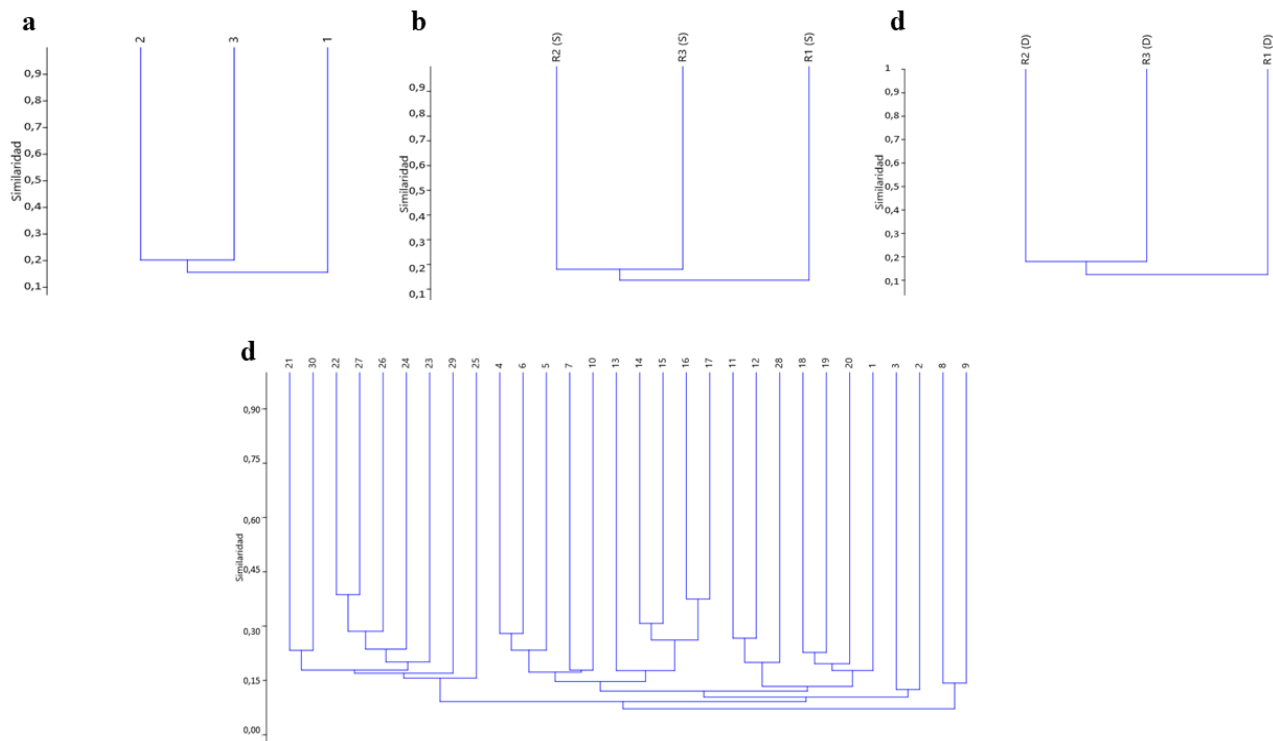 a
2 3 1
Similaridad
0,9
0,8
0,7
0,6
0,5
0,4
0,3
0,2
0,1
b
R2 (S) R3 (S) R1 (S)
Similaridad
0,9
0,8
0,7
0,6
0,5
0,4
0,3
0,2
0,1
d
R2 (D) R3 (D) R1 (D)
Similaridad
1
0,9
0,8
0,7
0,6
0,5
0,4
0,3
0,2
0,1
d
21 30 22 27 26 24 23 29 25 4 6 5 7 10 13 14 15 16 17 11 12 28 18 19 20 1 3 2 8 9
Similaridad
0,90
0,75
0,60
0,45
0,30
0,15
0,00